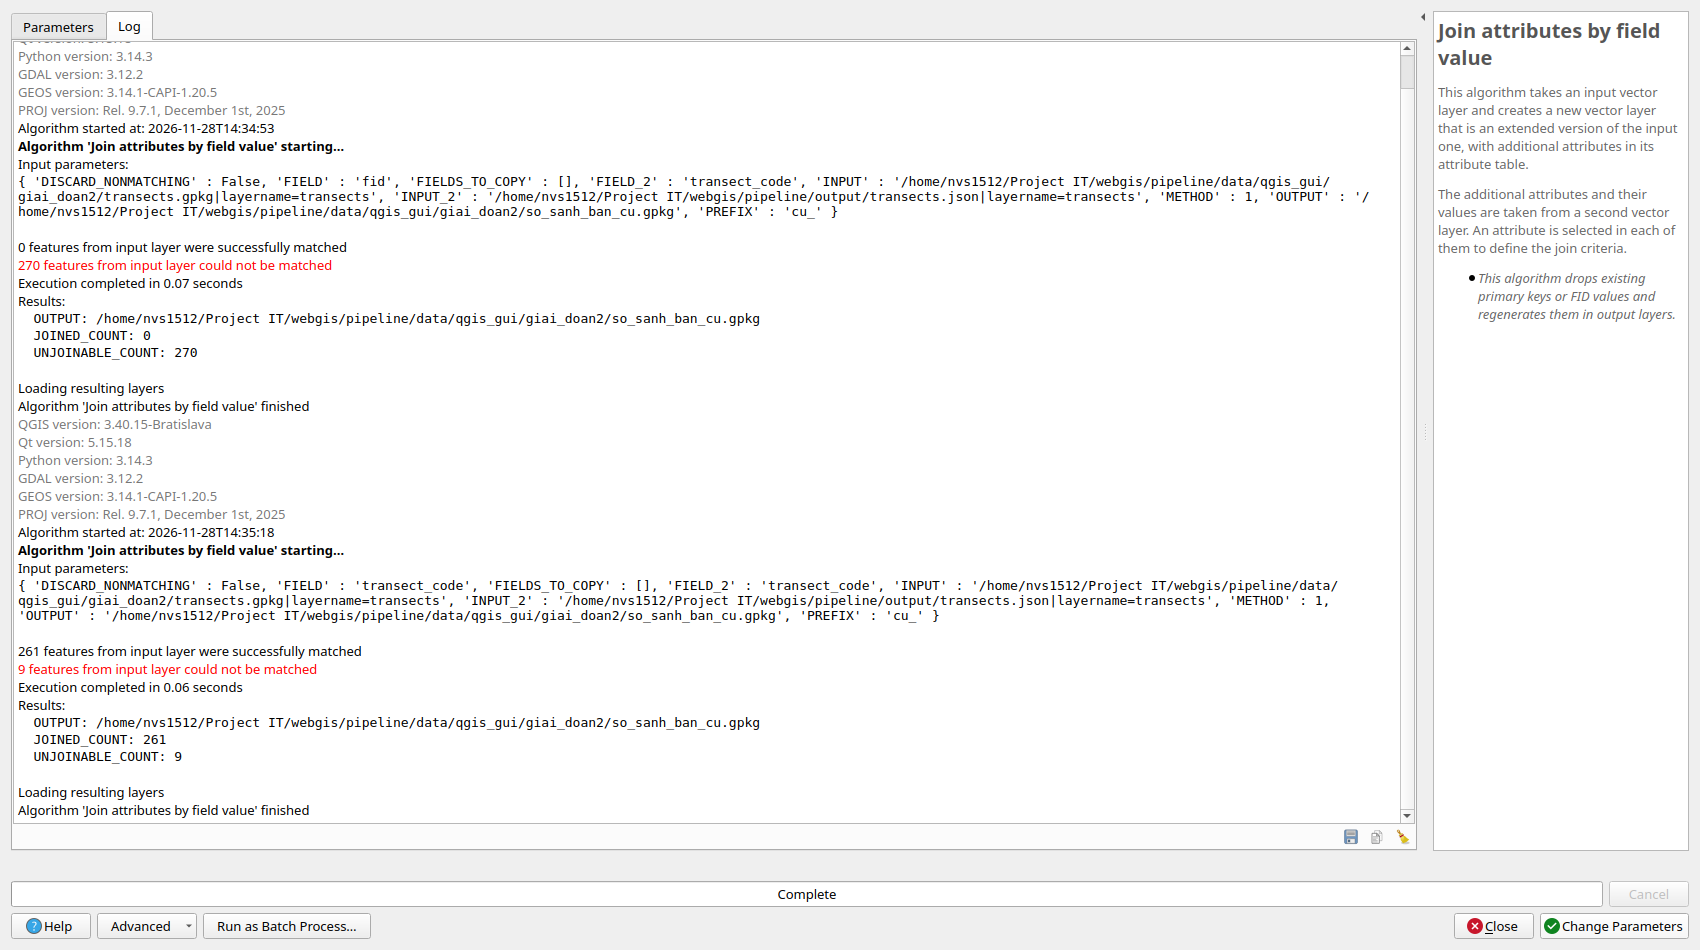 Parameters
Log
Python version: 3.14.3
GDAL version: 3.12.2
GEOS version: 3.14.1-CAPI-1.20.5
PROJ version: Rel. 9.7.1, December 1st, 2025
Algorithm started at: 2026-11-28T14:34:53
Algorithm 'Join attributes by field value' starting…
Input parameters:
{ 'DISCARD_NONMATCHING' : False, 'FIELD' : 'fid', 'FIELDS_TO_COPY' : [], 'FIELD_2' : 'transect_code', 'INPUT' : '/home/nvs1512/Project IT/webgis/pipeline/data/qgis_gui/
giai_doan2/transects.gpkg|layername=transects', 'INPUT_2' : '/home/nvs1512/Project IT/webgis/pipeline/output/transects.json|layername=transects', 'METHOD' : 1, 'OUTPUT' : '/
home/nvs1512/Project IT/webgis/pipeline/data/qgis_gui/giai_doan2/so_sanh_ban_cu.gpkg', 'PREFIX' : 'cu_' }
0 features from input layer were successfully matched
270 features from input layer could not be matched
Execution completed in 0.07 seconds
Results:
OUTPUT: /home/nvs1512/Project IT/webgis/pipeline/data/qgis_gui/giai_doan2/so_sanh_ban_cu.gpkg
JOINED_COUNT: 0
UNJOINABLE_COUNT: 270
Loading resulting layers
Algorithm 'Join attributes by field value' finished
QGIS version: 3.40.15-Bratislava
Qt version: 5.15.18
Python version: 3.14.3
GDAL version: 3.12.2
GEOS version: 3.14.1-CAPI-1.20.5
PROJ version: Rel. 9.7.1, December 1st, 2025
Algorithm started at: 2026-11-28T14:35:18
Algorithm 'Join attributes by field value' starting…
Input parameters:
{ 'DISCARD_NONMATCHING' : False, 'FIELD' : 'transect_code', 'FIELDS_TO_COPY' : [], 'FIELD_2' : 'transect_code', 'INPUT' : '/home/nvs1512/Project IT/webgis/pipeline/data/
qgis_gui/giai_doan2/transects.gpkg|layername=transects', 'INPUT_2' : '/home/nvs1512/Project IT/webgis/pipeline/output/transects.json|layername=transects', 'METHOD' : 1,
'OUTPUT' : '/home/nvs1512/Project IT/webgis/pipeline/data/qgis_gui/giai_doan2/so_sanh_ban_cu.gpkg', 'PREFIX' : 'cu_' }
261 features from input layer were successfully matched
9 features from input layer could not be matched
Execution completed in 0.06 seconds
Results:
OUTPUT: /home/nvs1512/Project IT/webgis/pipeline/data/qgis_gui/giai_doan2/so_sanh_ban_cu.gpkg
JOINED_COUNT: 261
UNJOINABLE_COUNT: 9
Loading resulting layers
Algorithm 'Join attributes by field value' finished
Join attributes by field
value
This algorithm takes an input vector
layer and creates a new vector layer
that is an extended version of the input
one, with additional attributes in its
attribute table.
The additional attributes and their
values are taken from a second vector
layer. An attribute is selected in each of
them to define the join criteria.
This algorithm drops existing
primary keys or FID values and
regenerates them in output layers.
Complete
Cancel
Help
Advanced
Run as Batch Process…
Close
Change Parameters